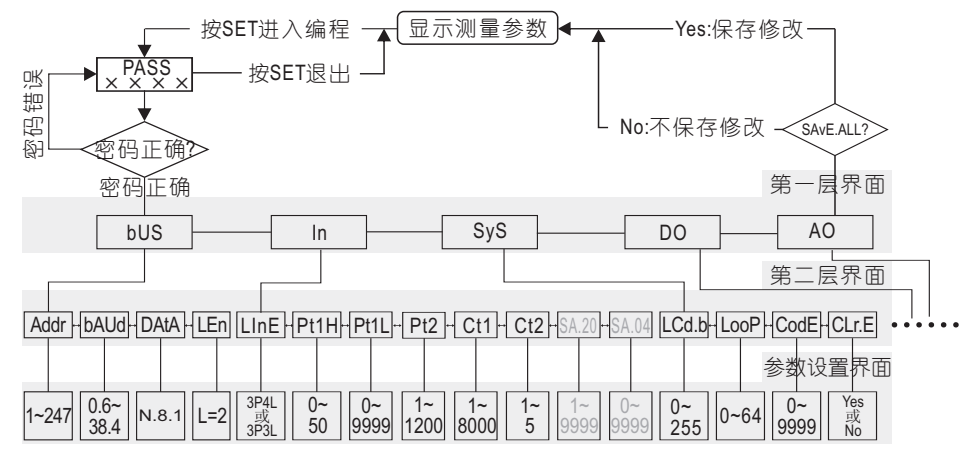 按SET进入编程
显示测量参数
Yes:保存修改
PASS
× × × ×
按SET退出
密码错误
No:不保存修改
SAvE.ALL?
密码正确?
密码正确
第一层界面
bUS
In
SyS
DO
AO
第二层界面
Addr
bAUd
DAtA
LEn
LInE
Pt1H
Pt1L
Pt2
Ct1
Ct2
SA.20
SA.04
LCd.b
LooP
CodE
CLr.E
参数设置界面
1~247
0.6~
38.4
N.8.1
L=2
3P4L
或
3P3L
0~
50
0~
9999
1~
1200
1~
8000
1~
5
1~
9999
0~
9999
0~
255
0~64
0~
9999
Yes
或
No